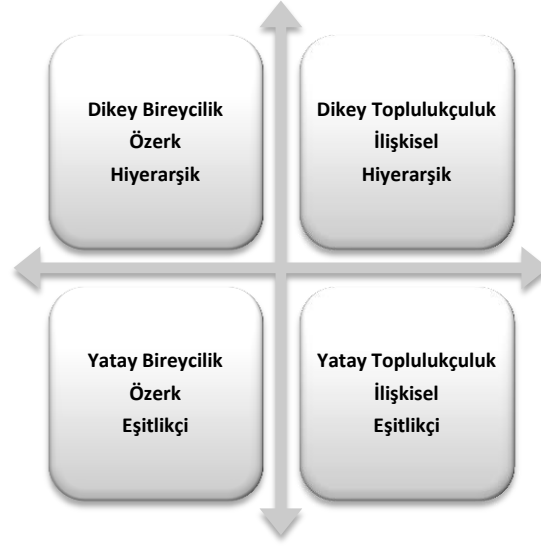 Dikey Bireycilik
Özerk
Hiyerarşik
Dikey Toplulukçuluk
İlişkisel
Hiyerarşik
Yatay Bireycilik
Özerk
Eşitlikçi
Yatay Toplulukçuluk
İlişkisel
Eşitlikçi